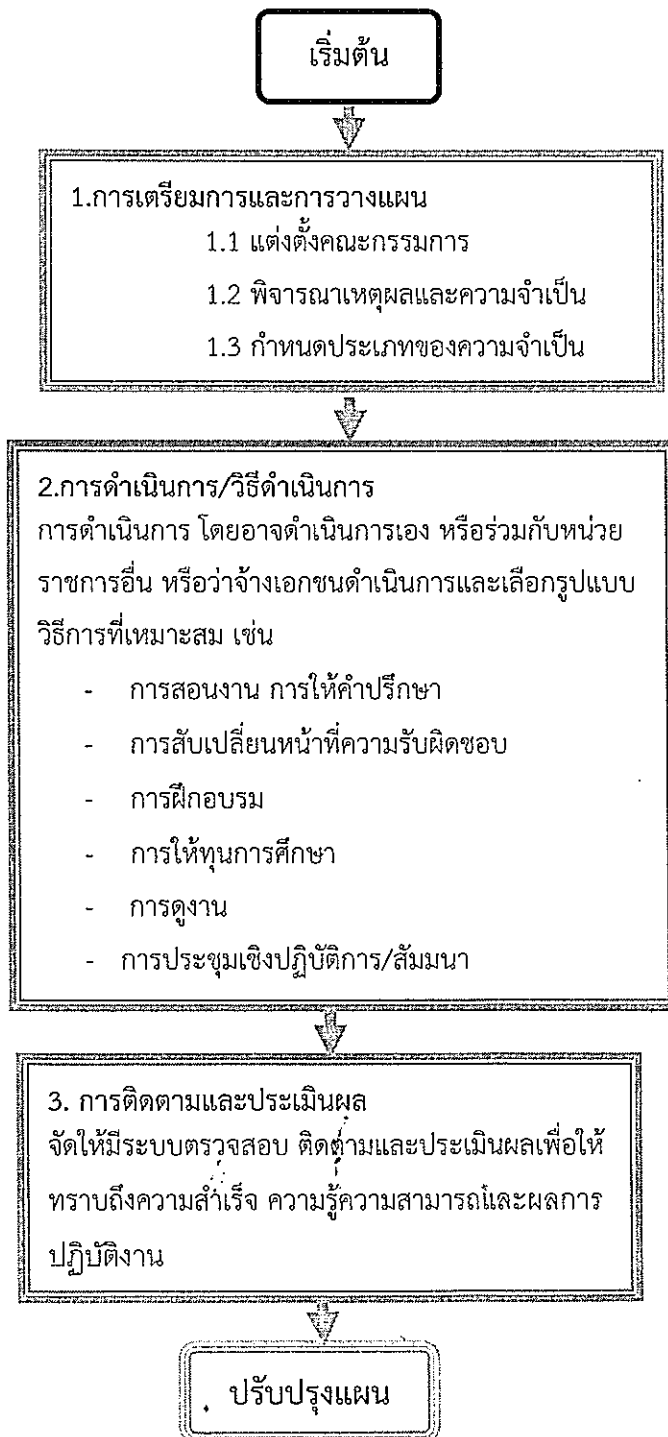 เริ่มต้น
1.การเตรียมการและการวางแผน
1.1 แต่งตั้งคณะกรรมการ
1.2 พิจารณาเหตุผลและความจำเป็น
1.3 กำหนดประเภทของความจำเป็น
2.การดำเนินการ/วิธีดำเนินการ
การดำเนินการ โดยอาจดำเนินการเอง หรือร่วมกับหน่วย
ราชการอื่น หรือว่าจ้างเอกชนดำเนินการและเลือกรูปแบบ
วิธีการที่เหมาะสม เช่น
- การสอนงาน การให้คำปรึกษา
- การสับเปลี่ยนหน้าที่ความรับผิดชอบ
- การฝึกอบรม
- การให้ทุนการศึกษา
- การดูงาน
- การประชุมเชิงปฏิบัติการ/สัมมนา
3. การติดตามและประเมินผล
จัดให้มีระบบตรวจสอบ ติดตามและประเมินผลเพื่อให้
ทราบถึงความสำเร็จ ความรู้ความสามารถและผลการ
ปฏิบัติงาน
ปรับปรุงแผน